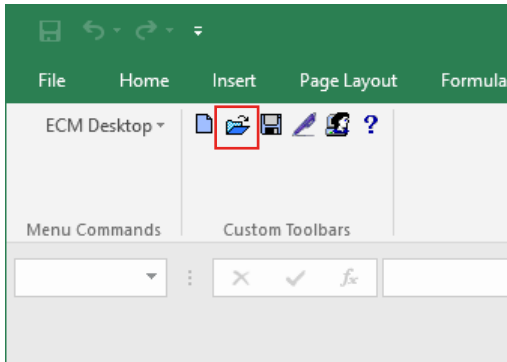 File Home Insert Page Layout Formula
ECM Desktop
?
Menu Commands Custom Toolbars
fx